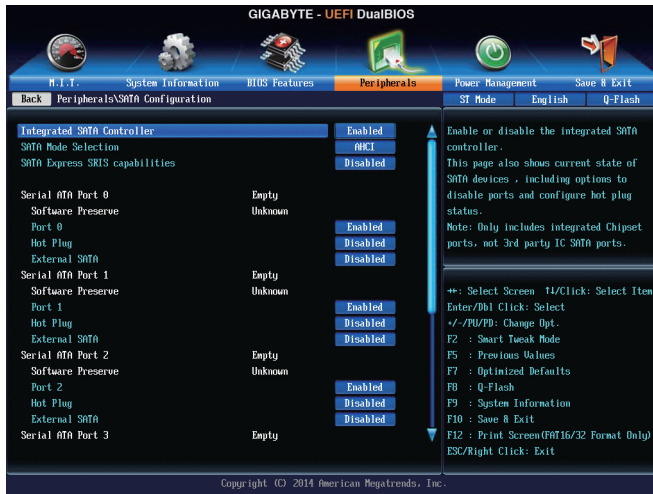 GIGABYTE - UEFI DualBIOS
M.I.T. System Information BIOS Features Peripherals Power Management Save & Exit
Back Peripherals\SATA Configuration ST Mode English Q-Flash
Integrated SATA Controller Enabled
SATA Mode Selection AHCI
SATA Express SRIS capabilities Disabled
Serial ATA Port 0 Empty
Software Preserve Unknown
Port 0 Enabled
Hot Plug Disabled
External SATA Disabled
Serial ATA Port 1 Empty
Software Preserve Unknown
Port 1 Enabled
Hot Plug Disabled
External SATA Disabled
Serial ATA Port 2 Empty
Software Preserve Unknown
Port 2 Enabled
Hot Plug Disabled
External SATA Disabled
Serial ATA Port 3 Empty
Enable or disable the integrated SATA
controller.
This page also shows current state of
SATA devices , including options to
disable ports and configure hot plug
status.
Note: Only includes integrated Chipset
ports, not 3rd party IC SATA ports.
↔: Select Screen ↑↓/Click: Select Item
Enter/Dbl Click: Select
+/-/PU/PD: Change Opt.
F2 : Smart Tweak Mode
F5 : Previous Values
F7 : Optimized Defaults
F8 : Q-Flash
F9 : System Information
F10 : Save & Exit
F12 : Print Screen(FAT16/32 Format Only)
ESC/Right Click: Exit
Copyright (C) 2014 American Megatrends, Inc.